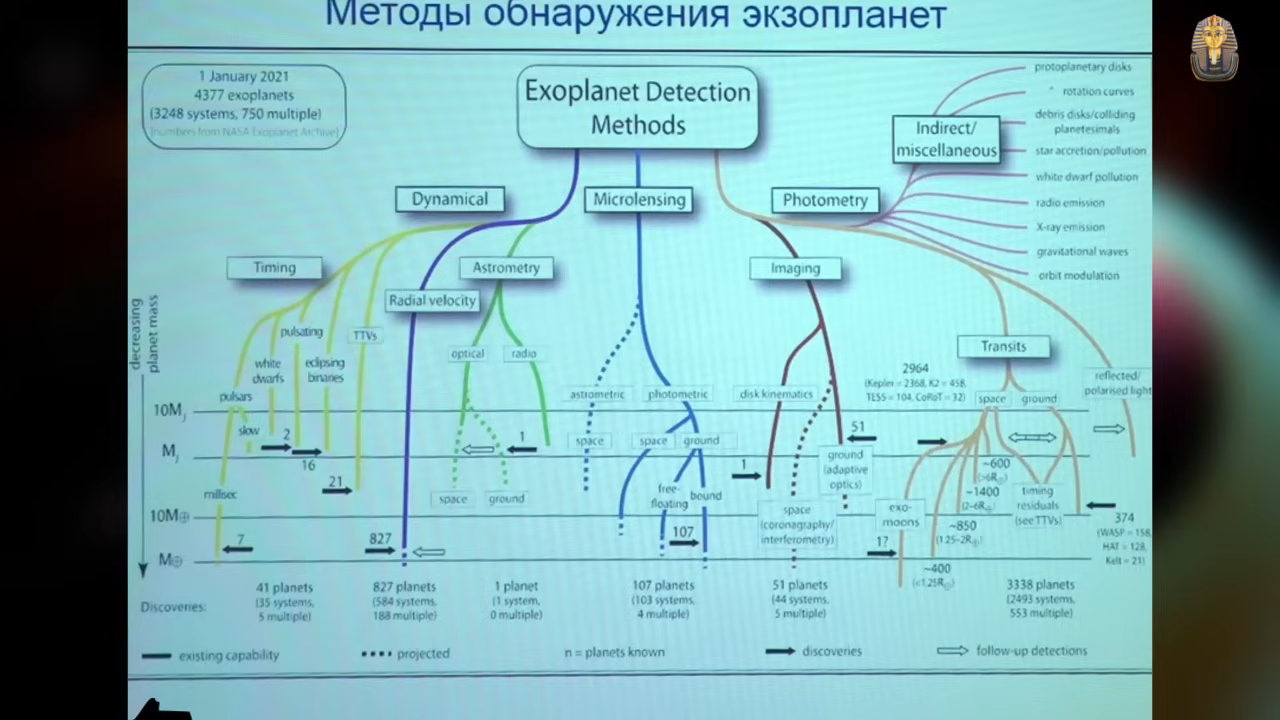 Методы обнаружения экзопланет
1 January 2021
4377 exoplanets
(3248 systems, 750 multiple)
(numbers from NASA Exoplanet Archive)
Exoplanet Detection
Methods
Indirect/
miscellaneous
protoplanetary disks
rotation curves
debris disks/colliding
planetesimals
star accretion/pollution
white dwarf pollution
radio emission
X-ray emission
gravitational waves
orbit modulation
Dynamical
Microlensing
Photometry
Timing
Astrometry
Imaging
Radial velocity
Transits
decreasing
planet mass
pulsating
TTVs
white
dwarfs
eclipsing
binaries
pulsars
slow
millisec
optical
radio
astrometric
photometric
disk kinematics
2964
(Kepler = 2368, K2 = 458,
TESS = 104, CoRoT = 32)
space
ground
reflected/
polarised light
10MJ
MJ
10M⊕
M⊕
2
16
21
7
827
1
space
ground
space
space
ground
free-
floating
bound
107
1
51
ground
(adaptive
optics)
space
(coronagraphy/
interferometry)
exo-
moons
1?
~600
(>6R⊕)
~1400
(2-6R⊕)
~850
(1.25-2R⊕)
~400
(<1.25R⊕)
timing
residuals
(see TTVs)
374
(WASP = 158,
HAT = 128,
Kelt = 21)
Discoveries:
41 planets
(35 systems,
5 multiple)
827 planets
(584 systems,
188 multiple)
1 planet
(1 system,
0 multiple)
107 planets
(103 systems,
4 multiple)
51 planets
(44 systems,
5 multiple)
3338 planets
(2493 systems,
553 multiple)
existing capability
projected
n = planets known
discoveries
follow-up detections